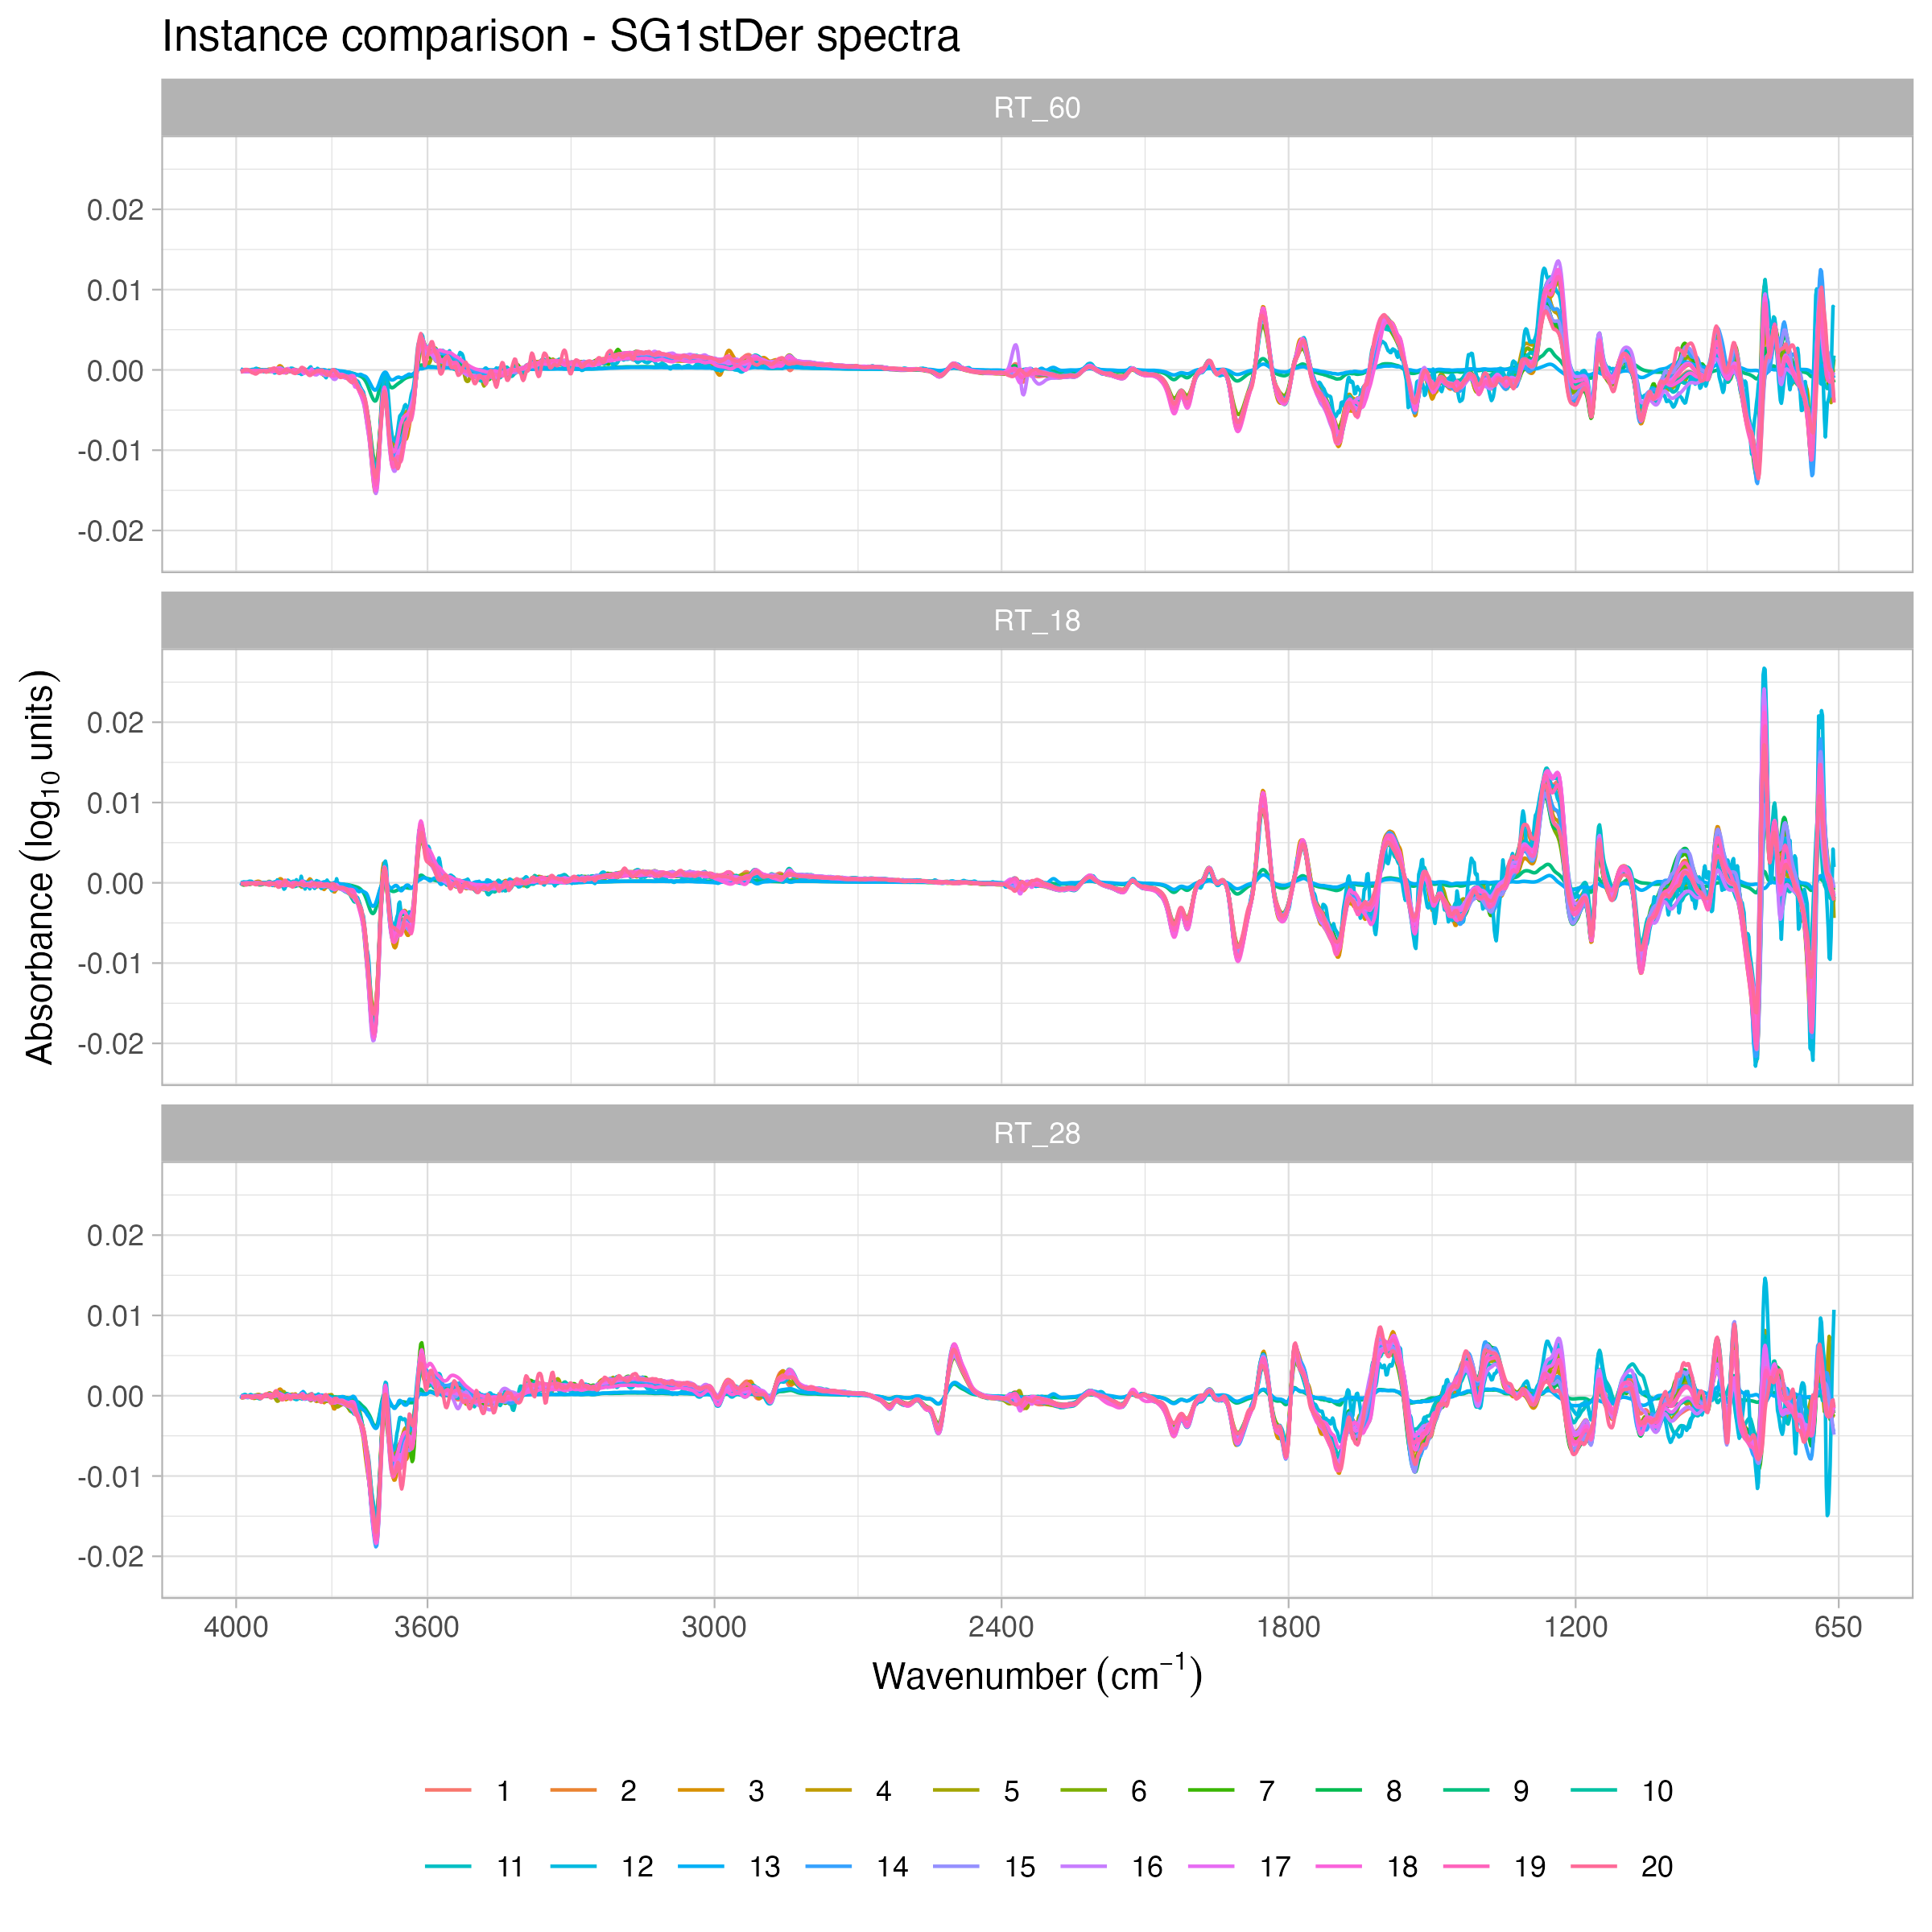 Instance comparison - SG1stDer spectra
RT_60
0.02
0.01
0.00
-0.01
-0.02
RT_18
0.02
0.01
0.00
-0.01
-0.02
RT_28
0.02
0.01
0.00
-0.01
-0.02
Absorbance (log10 units)
4000 3600 3000 2400 1800 1200 650
Wavenumber (cm−1)
1 2 3 4 5 6 7 8 9 10
11 12 13 14 15 16 17 18 19 20